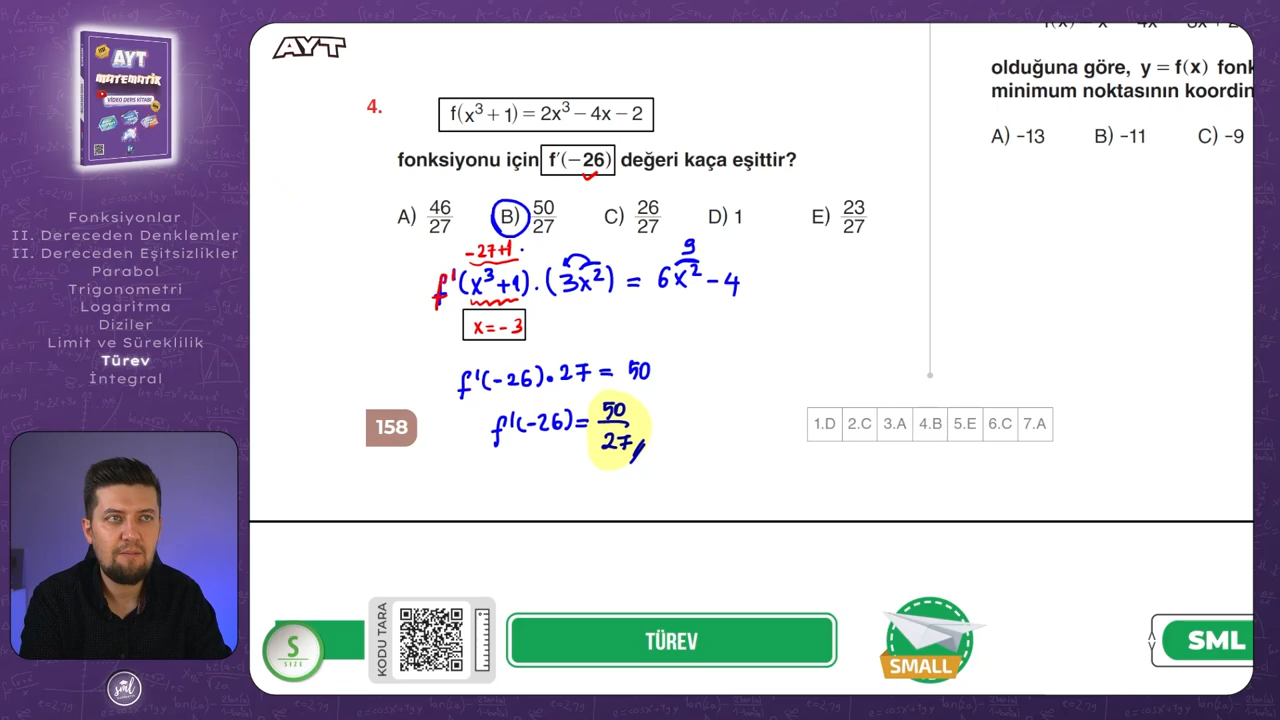 AYT
MATEMATİK
VİDEO DERS KİTABI
Fonksiyonlar
II. Dereceden Denklemler
II. Dereceden Eşitsizlikler
Parabol
Trigonometri
Logaritma
Diziler
Limit ve Süreklilik
Türev
İntegral
sml
AYT
4.
f(x³ + 1) = 2x³ – 4x – 2
fonksiyonu için f′(–26) değeri kaça eşittir?
A) 46/27 B) 50/27 C) 26/27 D) 1 E) 23/27
-27+1
9
f'(x³+1).(3x²) = 6x²-4
x=-3
f'(-26).27 = 50
f'(-26)= 50/27
158
olduğuna göre, y = f(x) fonk
minimum noktasının koordin
A) –13 B) –11 C) –9
1.D 2.C 3.A 4.B 5.E 6.C 7.A
S
SIZE
KODU TARA
TÜREV
SMALL
SML